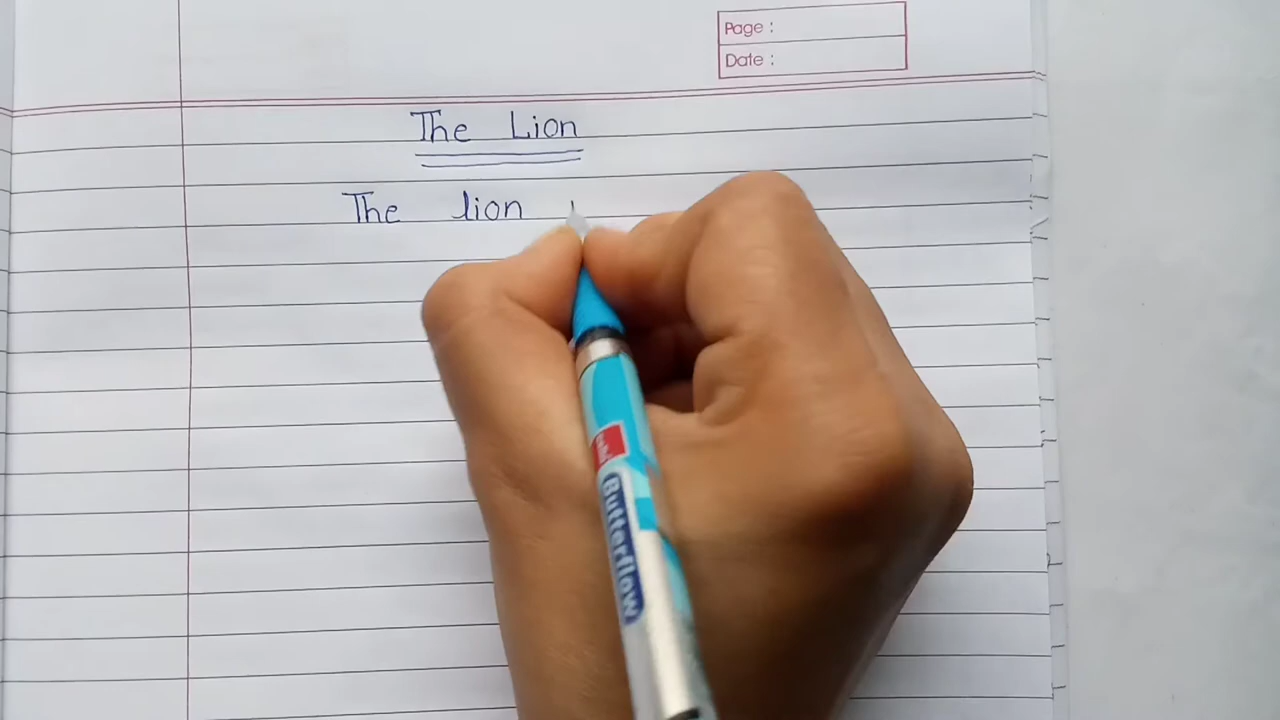 Page :
Date :
The Lion
The lion
Butterflow